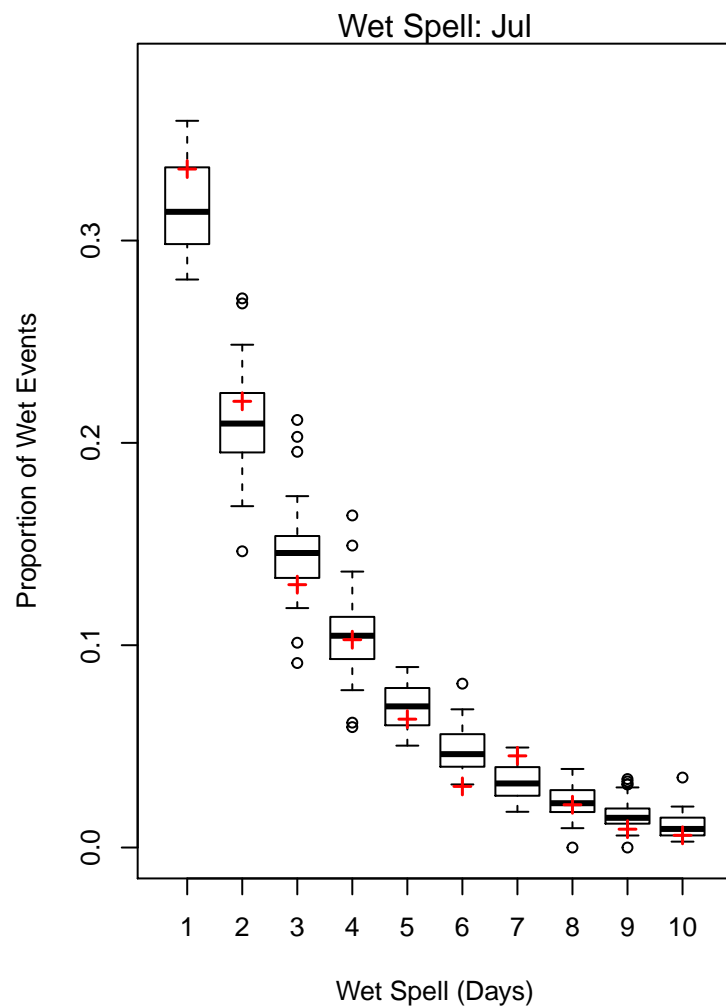 Wet Spell: Jul
Proportion of Wet Events
0.3
0.2
0.1
0.0
1 2 3 4 5 6 7 8 9 10
Wet Spell (Days)